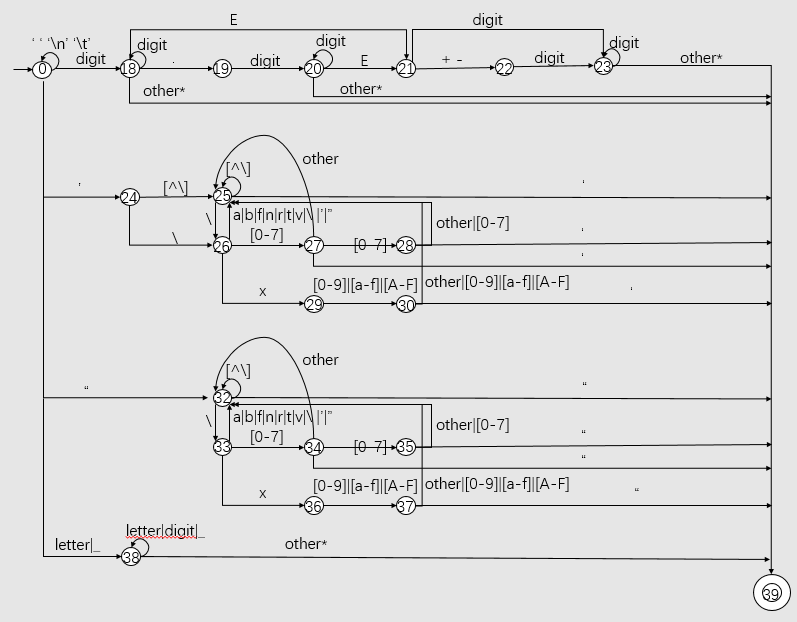 E
digit
‘ ‘ ‘\n’ ‘\t’
digit
digit
digit
0
digit
18
.
19
digit
20
E
21
+ -
22
digit
23
other*
other*
other*
other
[^\]
‘
24
[^\]
25
‘
\
a|b|f|n|r|t|v|\|’|”
other|[0-7]
\
26
[0-7]
27
[0-7]
28
‘
‘
x
[0-9]|[a-f]|[A-F]
other|[0-9]|[a-f]|[A-F]
‘
29
30
other
[^\]
“
32
“
\
a|b|f|n|r|t|v|\|’|”
other|[0-7]
33
[0-7]
34
[0-7]
35
“
“
x
[0-9]|[a-f]|[A-F]
other|[0-9]|[a-f]|[A-F]
“
36
37
letter|digit|_
letter|_
38
other*
39